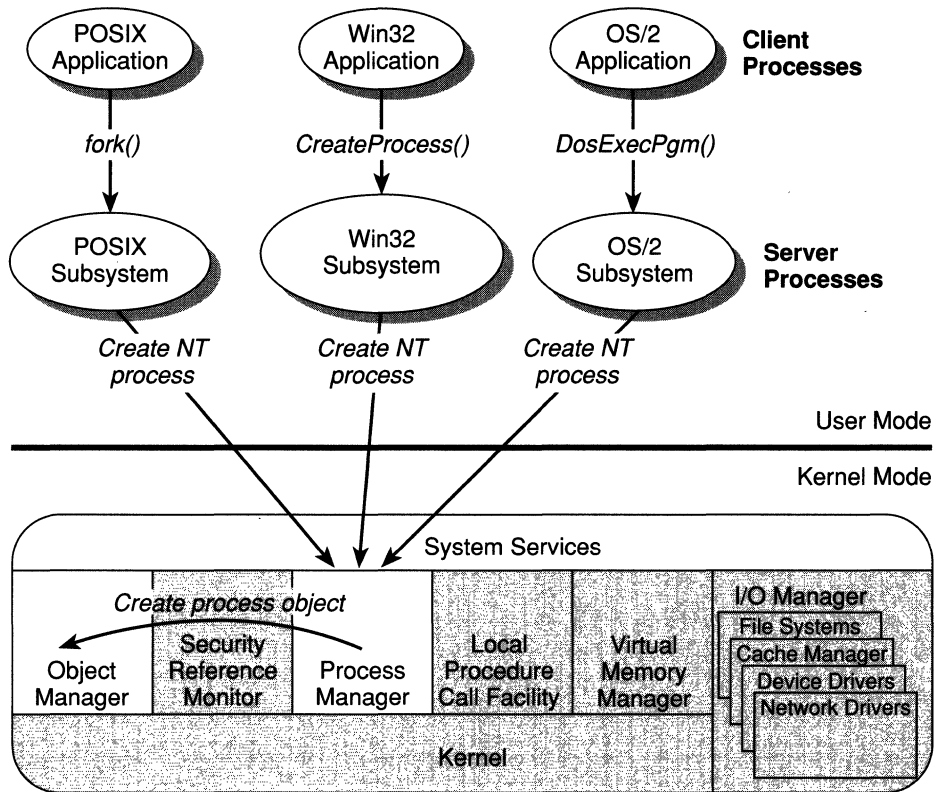 POSIX
Application
Win32
Application
OS/2
Application
Client
Processes
fork()
CreateProcess()
DosExecPgm()
POSIX
Subsystem
Win32
Subsystem
OS/2
Subsystem
Server
Processes
Create NT
process
Create NT
process
Create NT
process
User Mode
Kernel Mode
System Services
Create process object
Object
Manager
Security
Reference
Monitor
Process
Manager
Local
Procedure
Call Facility
Virtual
Memory
Manager
I/O Manager
File Systems
Cache Manager
Device Drivers
Network Drivers
Kernel